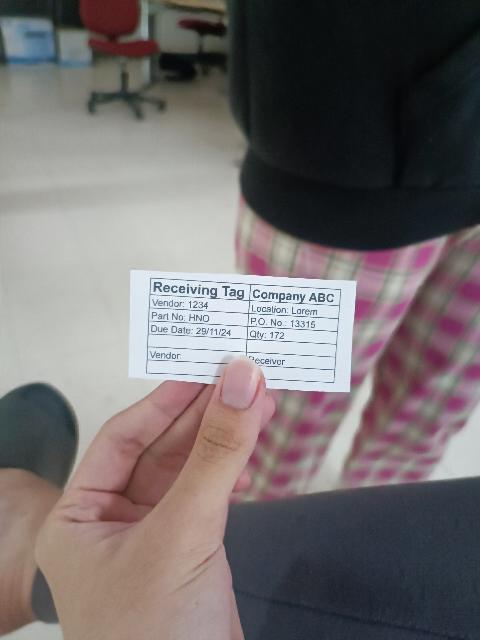 Receiving Tag Company ABC
Vendor: 1234 Location: Lorem
Part No: HNO P.O. No.: 13315
Due Date: 29/11/24 Qty: 172
Vendor Receiver